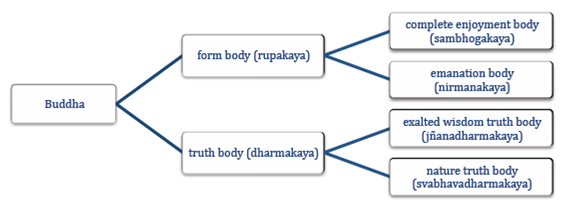 Buddha
form body (rupakaya)
truth body (dharmakaya)
complete enjoyment body
(sambhogakaya)
emanation body
(nirmanakaya)
exalted wisdom truth body
(jñanadharmakaya)
nature truth body
(svabhavadharmakaya)